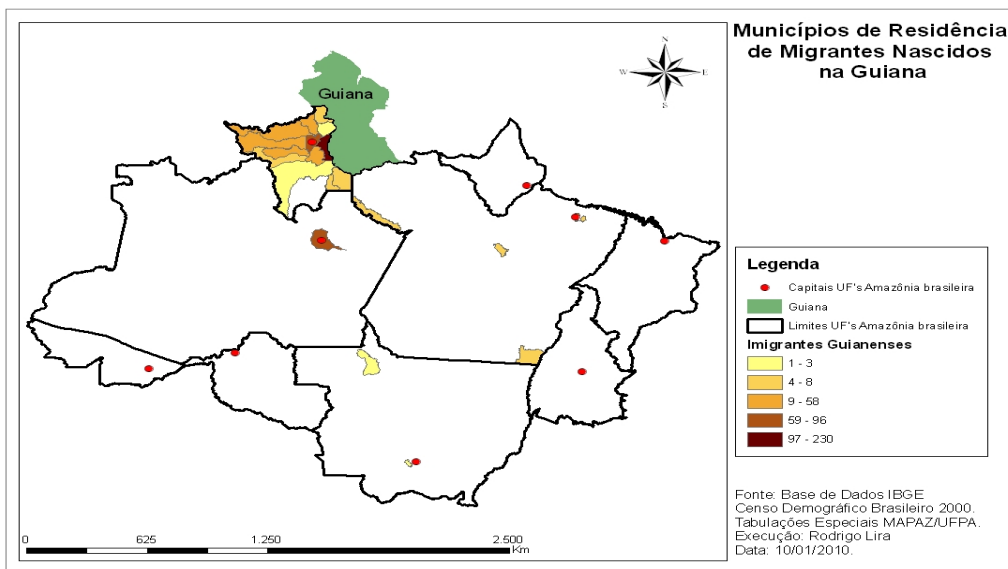 Municípios de Residência
de Migrantes Nascidos
na Guiana
N
W
E
S
Guiana
Legenda
Capitais UF's Amazônia brasileira
Guiana
Limites UF's Amazônia brasileira
Imigrantes Guianenses
1 - 3
4 - 8
9 - 58
59 - 96
97 - 230
Fonte: Base de Dados IBGE
Censo Demográfico Brasileiro 2000.
Tabulações Especiais MAPAZ/UFPA.
Execução: Rodrigo Lira
Data: 10/01/2010.
0 625 1.250 2.500
Km